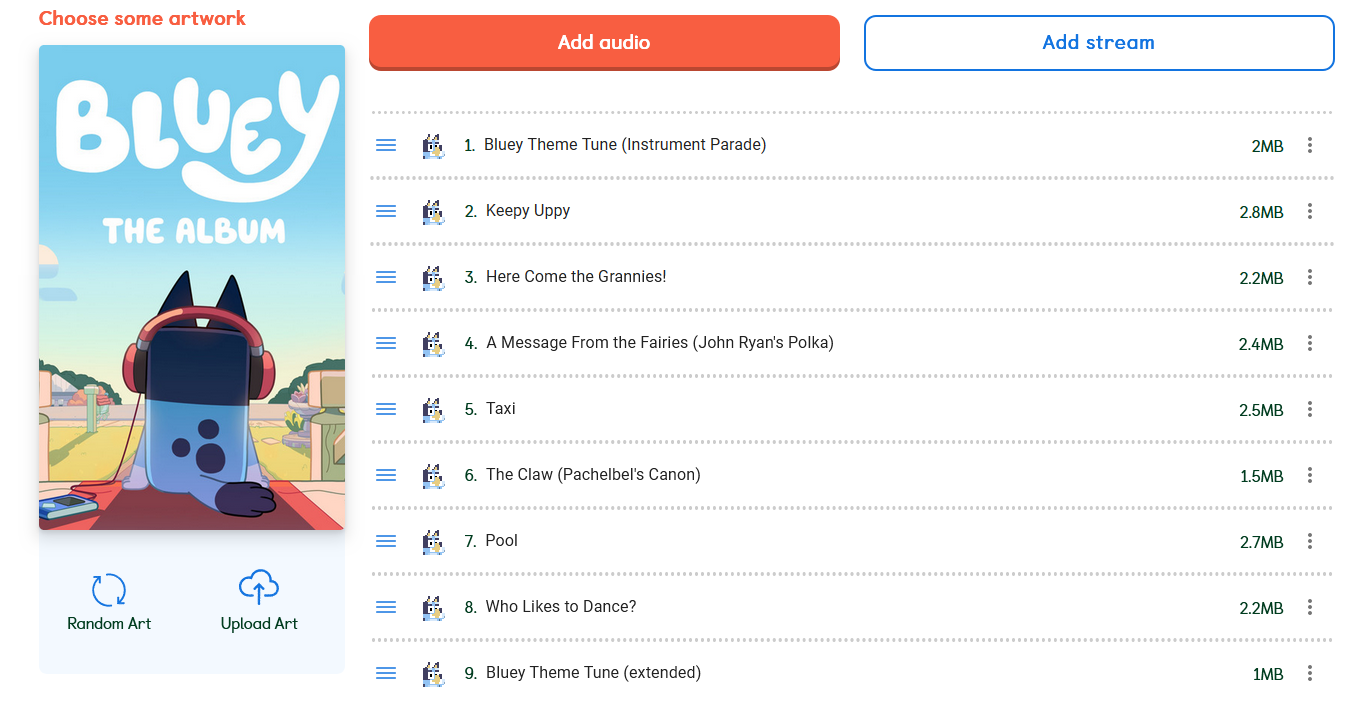 Choose some artwork
BLUEY
THE ALBUM
Random Art
Upload Art
Add audio
Add stream
1. Bluey Theme Tune (Instrument Parade) 2MB
2. Keepy Uppy 2.8MB
3. Here Come the Grannies! 2.2MB
4. A Message From the Fairies (John Ryan's Polka) 2.4MB
5. Taxi 2.5MB
6. The Claw (Pachelbel's Canon) 1.5MB
7. Pool 2.7MB
8. Who Likes to Dance? 2.2MB
9. Bluey Theme Tune (extended) 1MB